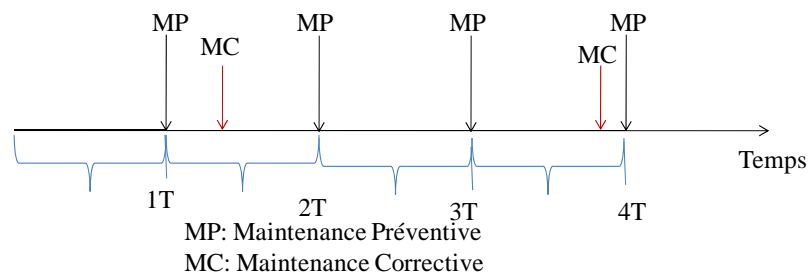 MP
MC
MP
MP
MC
MP
Temps
1T
2T
3T
4T
MP: Maintenance Préventive
MC: Maintenance Corrective